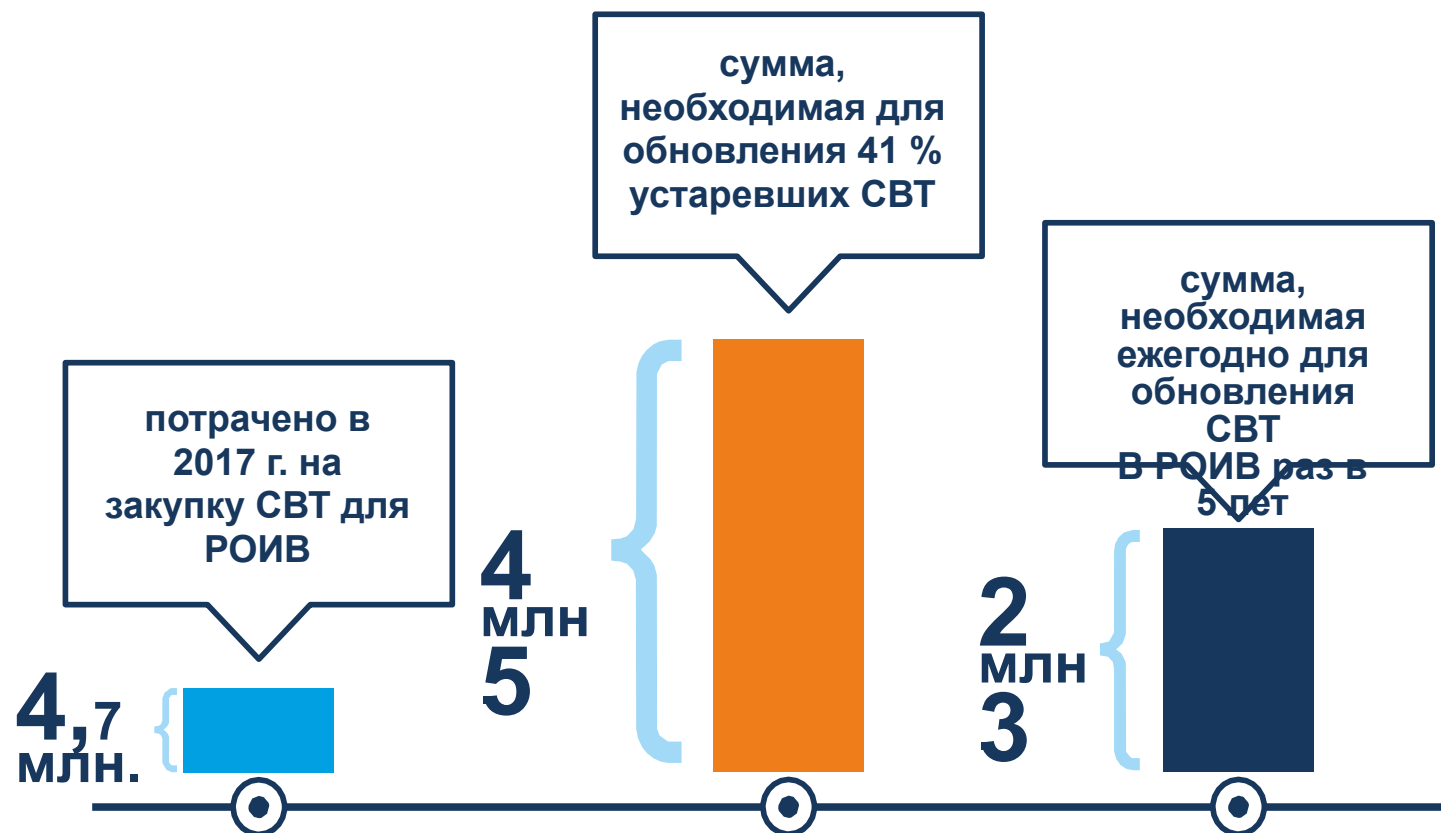 сумма,
необходимая для
обновления 41 %
устаревших СВТ
сумма,
необходимая
ежегодно для
обновления
СВТ
В РОИВ раз в
5 лет
потрачено в
2017 г. на
закупку СВТ для
РОИВ
4
млн
5
2
млн
3
4,7
млн.